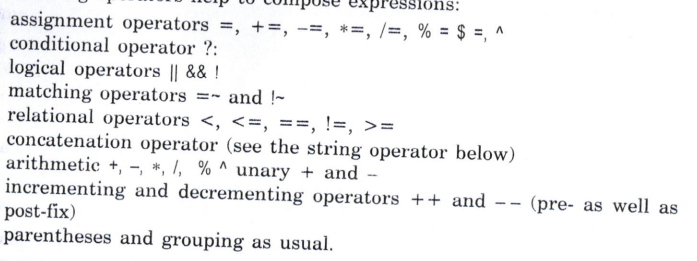 help to compose expressions:
assignment operators =, +=, -=, *=, /=, % = $ =, ^
conditional operator ?:
logical operators || && !
matching operators =~ and !~
relational operators <, <=, ==, !=, >=
concatenation operator (see the string operator below)
arithmetic +, –, *, /, % ^ unary + and –
incrementing and decrementing operators ++ and –– (pre- as well as
post-fix)
parentheses and grouping as usual.